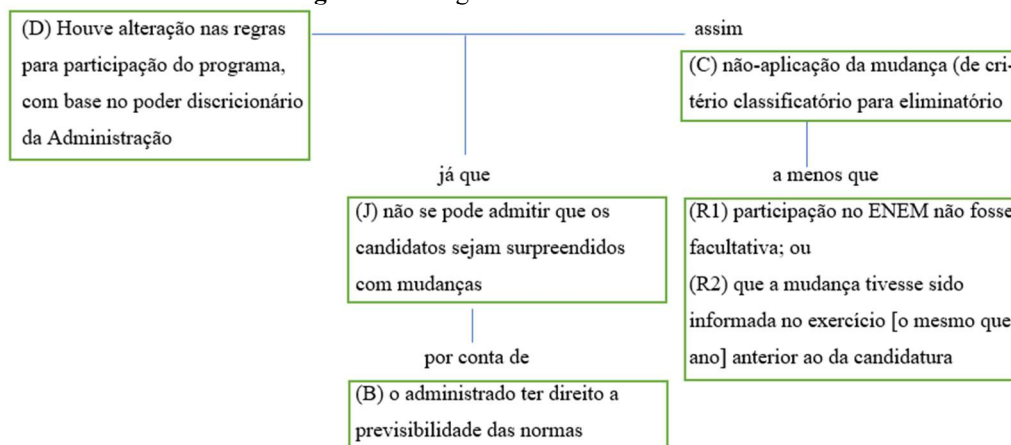 (D) Houve alteração nas regras
para participação do programa,
com base no poder discricionário
da Administração
assim
(C) não-aplicação da mudança (de cri-
tério classificatório para eliminatório
já que
a menos que
(J) não se pode admitir que os
candidatos sejam surpreendidos
com mudanças
(R1) participação no ENEM não fosse
facultativa; ou
(R2) que a mudança tivesse sido
informada no exercício [o mesmo que
ano] anterior ao da candidatura
por conta de
(B) o administrado ter direito a
previsibilidade das normas